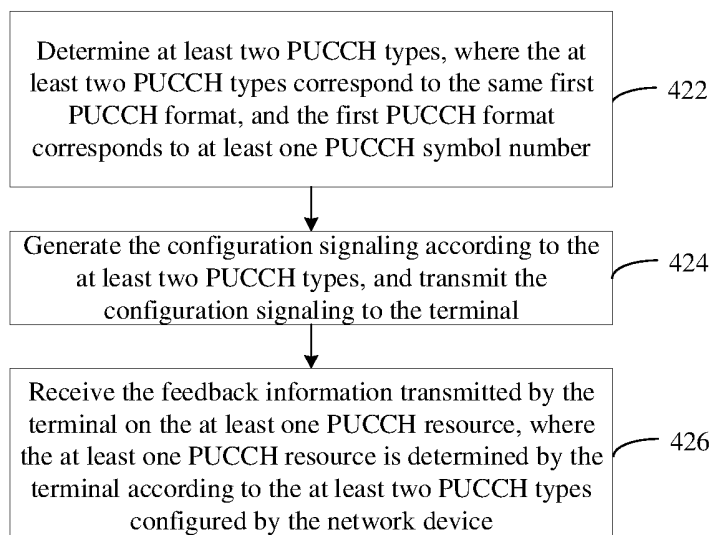 Determine at least two PUCCH types, where the at
least two PUCCH types correspond to the same first
PUCCH format, and the first PUCCH format
corresponds to at least one PUCCH symbol number
422
Generate the configuration signaling according to the
at least two PUCCH types, and transmit the
configuration signaling to the terminal
424
Receive the feedback information transmitted by the
terminal on the at least one PUCCH resource, where
the at least one PUCCH resource is determined by the
terminal according to the at least two PUCCH types
configured by the network device
426